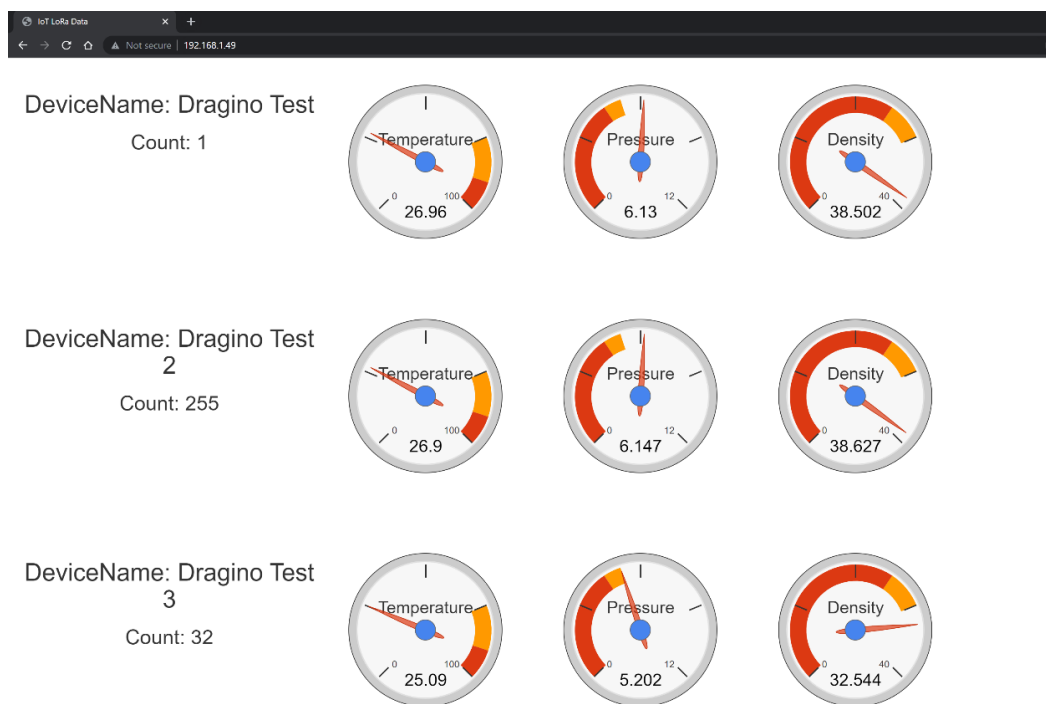 IoT LoRa Data
Not secure | 192.168.1.49
DeviceName: Dragino Test
Count: 1
Temperature
0 100
26.96
Pressure
0 12
6.13
Density
0 40
38.502
DeviceName: Dragino Test
2
Count: 255
Temperature
0 100
26.9
Pressure
0 12
6.147
Density
0 40
38.627
DeviceName: Dragino Test
3
Count: 32
Temperature
0 100
25.09
Pressure
0 12
5.202
Density
0 40
32.544